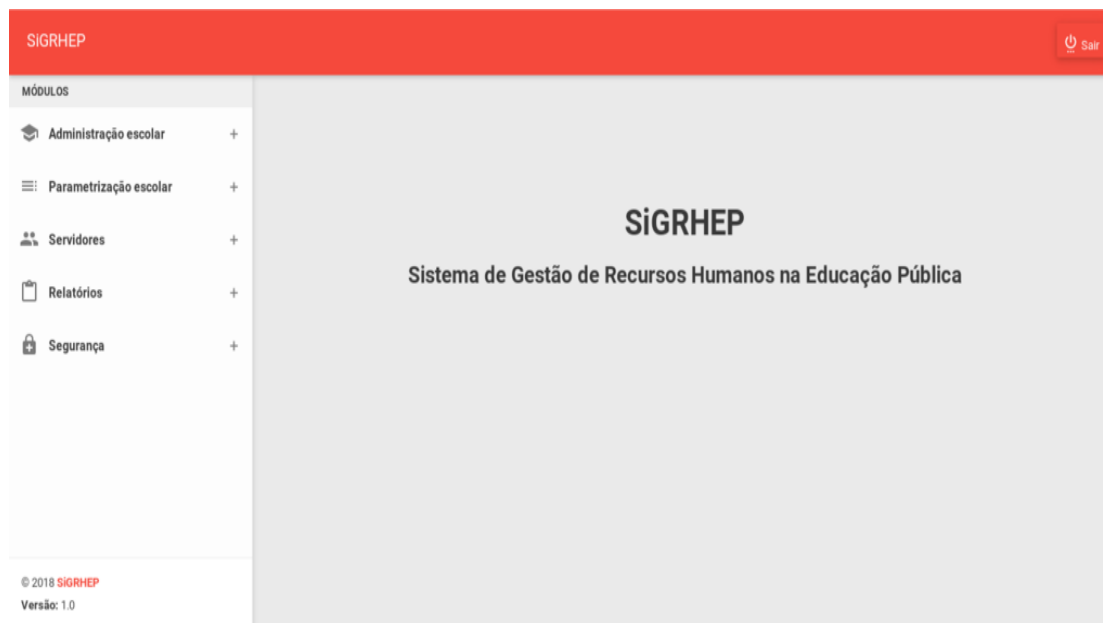 SiGRHEP
Sair
MÓDULOS
Administração escolar +
Parametrização escolar +
Servidores +
Relatórios +
Segurança +
SiGRHEP
Sistema de Gestão de Recursos Humanos na Educação Pública
© 2018 SiGRHEP
Versão: 1.0